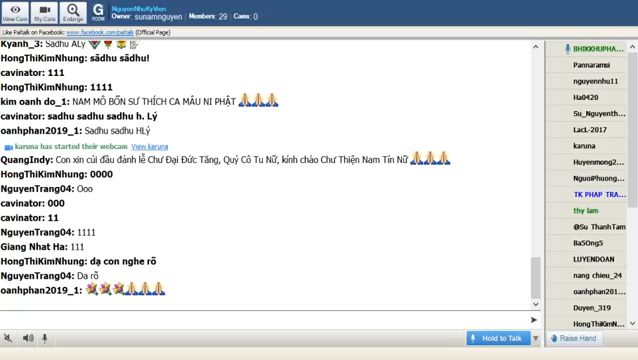 View Cam
My Cam
Enlarge
G
ROOM
NguyenNhuKyVien
Owner: sunamnguyen | Members: 29 | Cams: 0
Like Paltalk on Facebook: www.facebook.com/paltalk (Official Page)
Kyanh_3: Sadhu ALy
HongThiKimNhung: sādhu sādhu!
cavinator: 111
HongThiKimNhung: 1111
kim oanh do_1: NAM MÔ BỔN SƯ THÍCH CA MÂU NI PHẬT
cavinator: sadhu sadhu sadhu h. Lý
oanhphan2019_1: Sadhu sadhu HLý
karuna has started their webcam View karuna
QuangIndy: Con xin cúi đầu đảnh lễ Chư Đại Đức Tăng, Quý Cô Tu Nữ, kính chào Chư Thiện Nam Tín Nữ
HongThiKimNhung: 0000
NguyenTrang04: Ooo
cavinator: 000
cavinator: 11
NguyenTrang04: 1111
Giang Nhat Ha: 111
HongThiKimNhung: dạ con nghe rõ
NguyenTrang04: Da rõ
oanhphan2019_1:
Hold to Talk
BHIKKHUPHA...
Pannaramsi
nguyennhu11
Ha0420
Su_Nguyenth...
LacL-2017
karuna
Huyenmong2...
NguoiPhuong...
TK PHAP TRA...
thy lam
@Su ThanhTam
Ba5Ong5
LUYENDOAN
nang chieu_24
oanhphan201...
Duyen_319
HongThiKimN...
Raise Hand